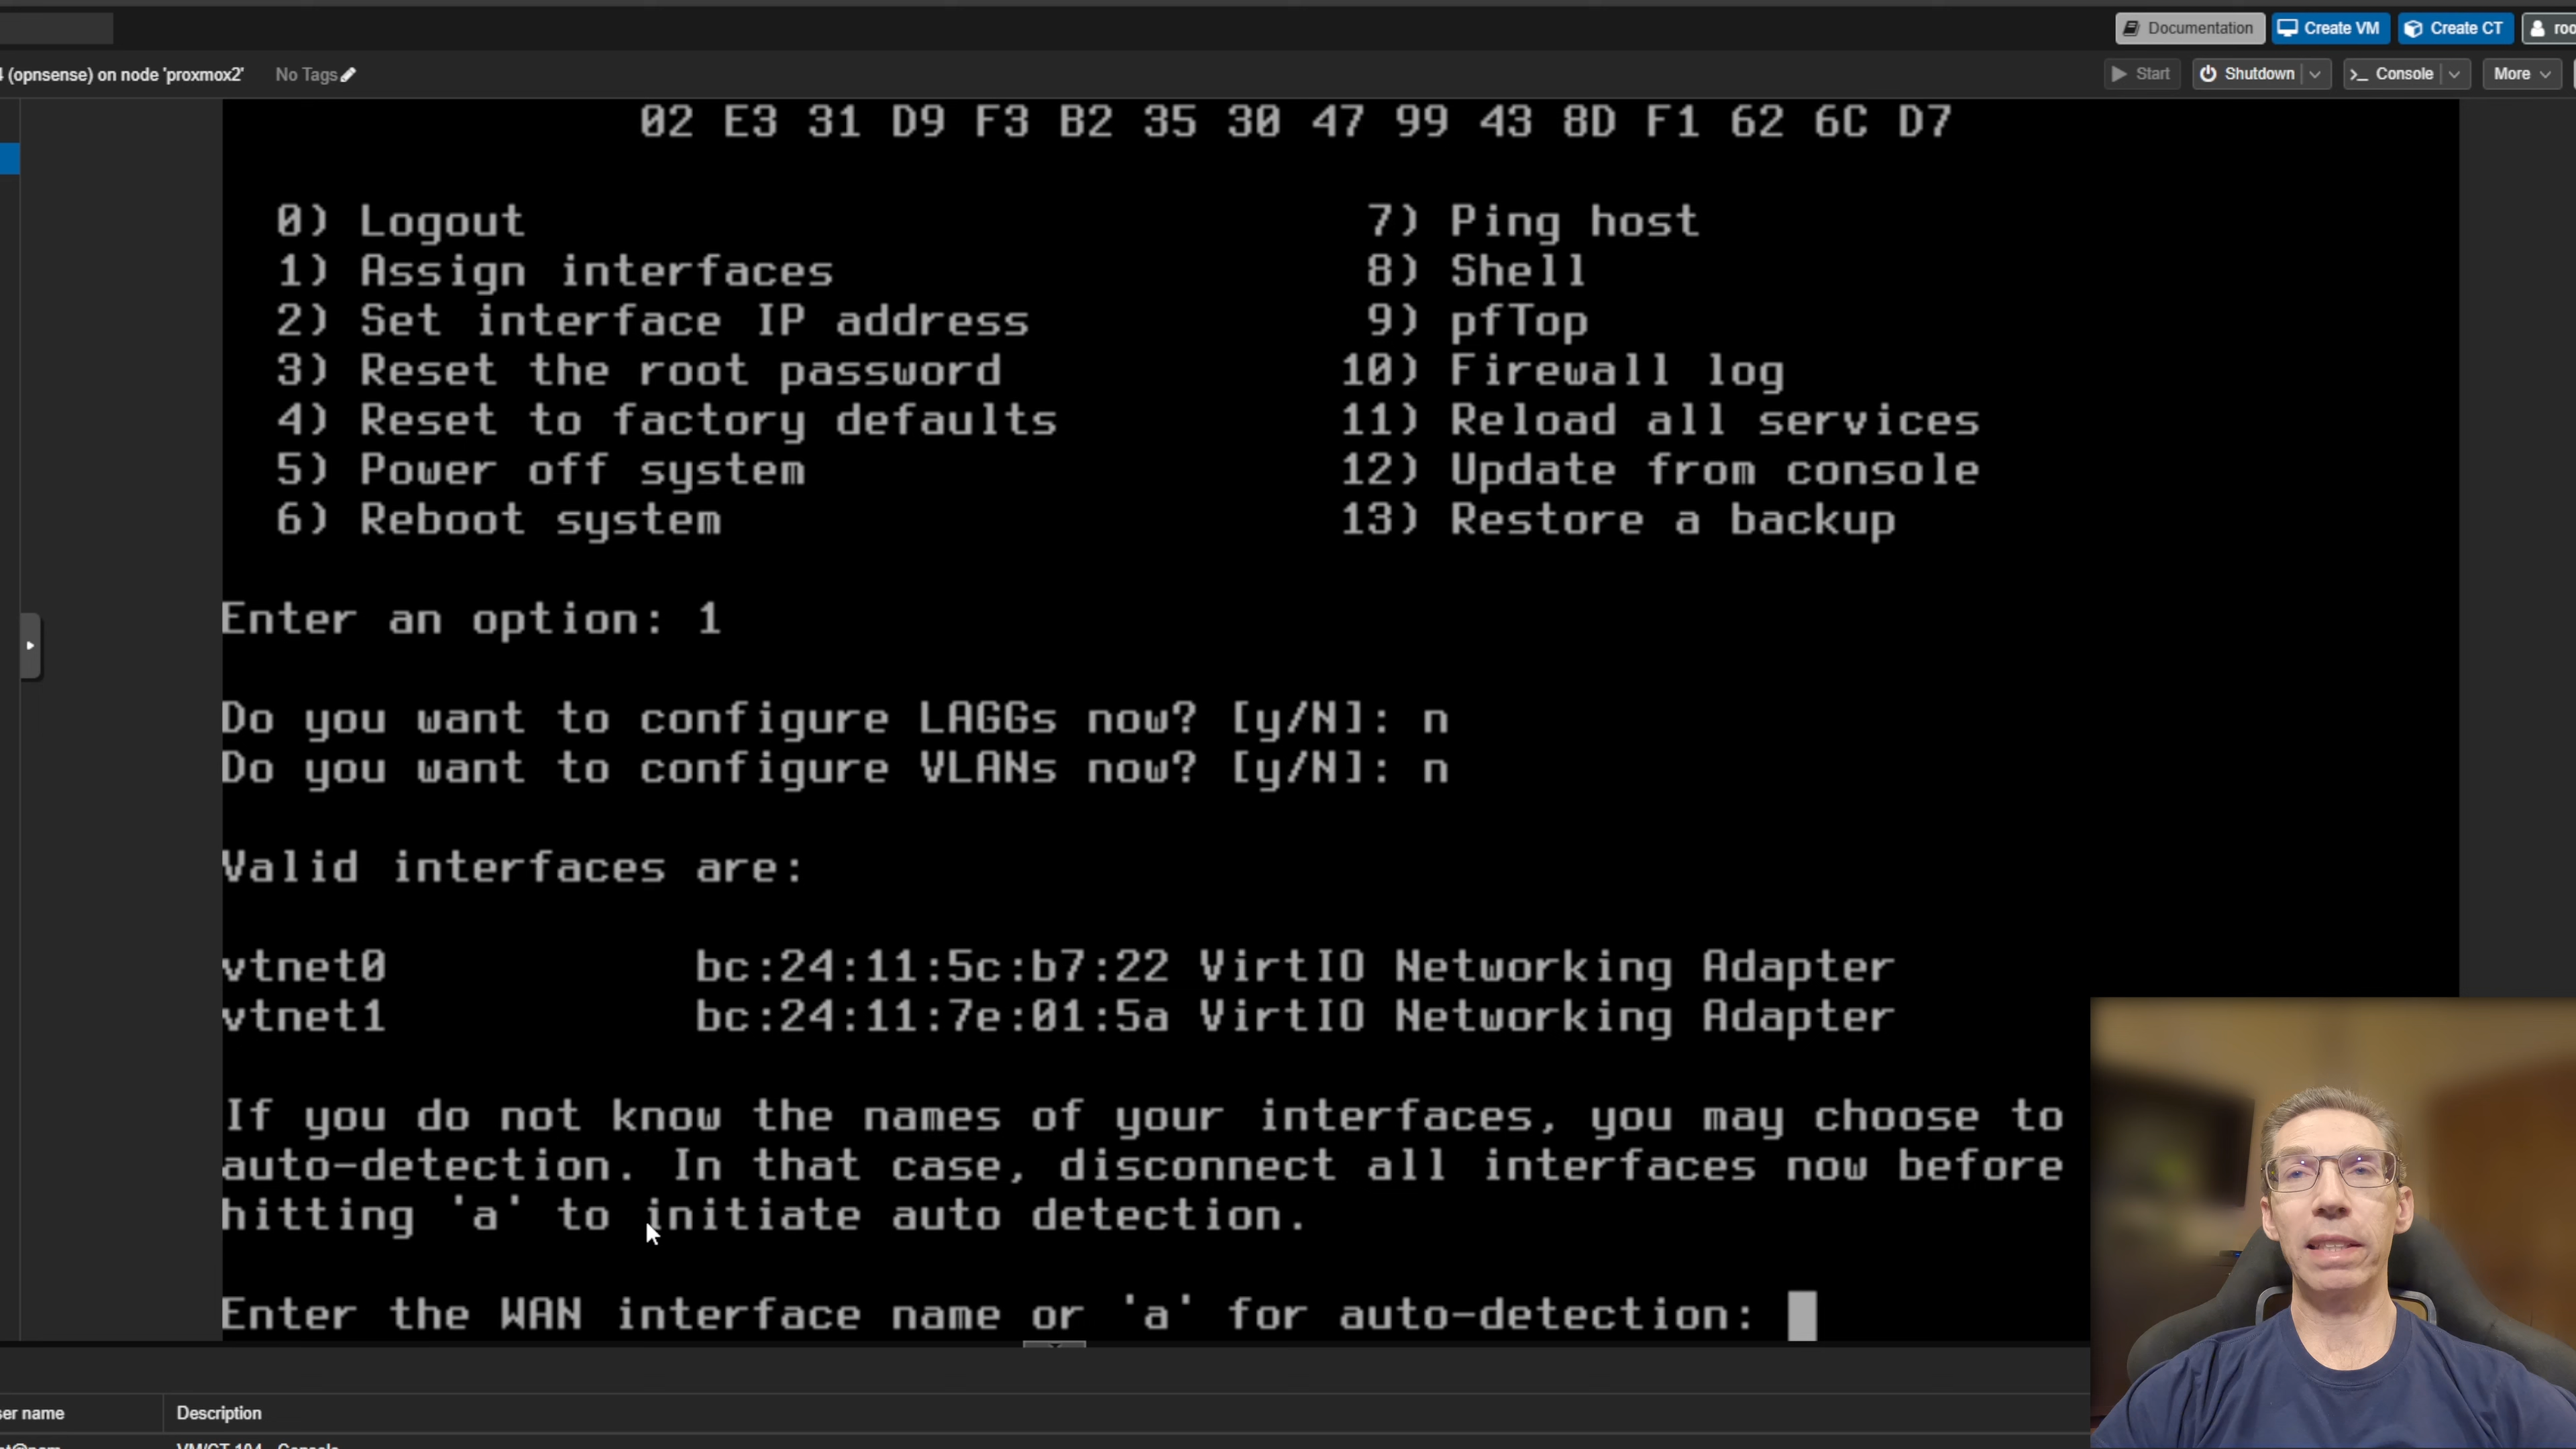 Documentation
Create VM
Create CT
(opnsense) on node 'proxmox2'
No Tags
Start
Shutdown
Console
More
02 E3 31 D9 F3 B2 35 30 47 99 43 8D F1 62 6C D7
0) Logout
7) Ping host
1) Assign interfaces
8) Shell
2) Set interface IP address
9) pfTop
3) Reset the root password
10) Firewall log
4) Reset to factory defaults
11) Reload all services
5) Power off system
12) Update from console
6) Reboot system
13) Restore a backup
Enter an option: 1
Do you want to configure LAGGs now? [y/N]: n
Do you want to configure VLANs now? [y/N]: n
Valid interfaces are:
vtnet0 bc:24:11:5c:b7:22 VirtIO Networking Adapter
vtnet1 bc:24:11:7e:01:5a VirtIO Networking Adapter
If you do not know the names of your interfaces, you may choose to
auto-detection. In that case, disconnect all interfaces now before
hitting 'a' to initiate auto detection.
Enter the WAN interface name or 'a' for auto-detection:
name
Description